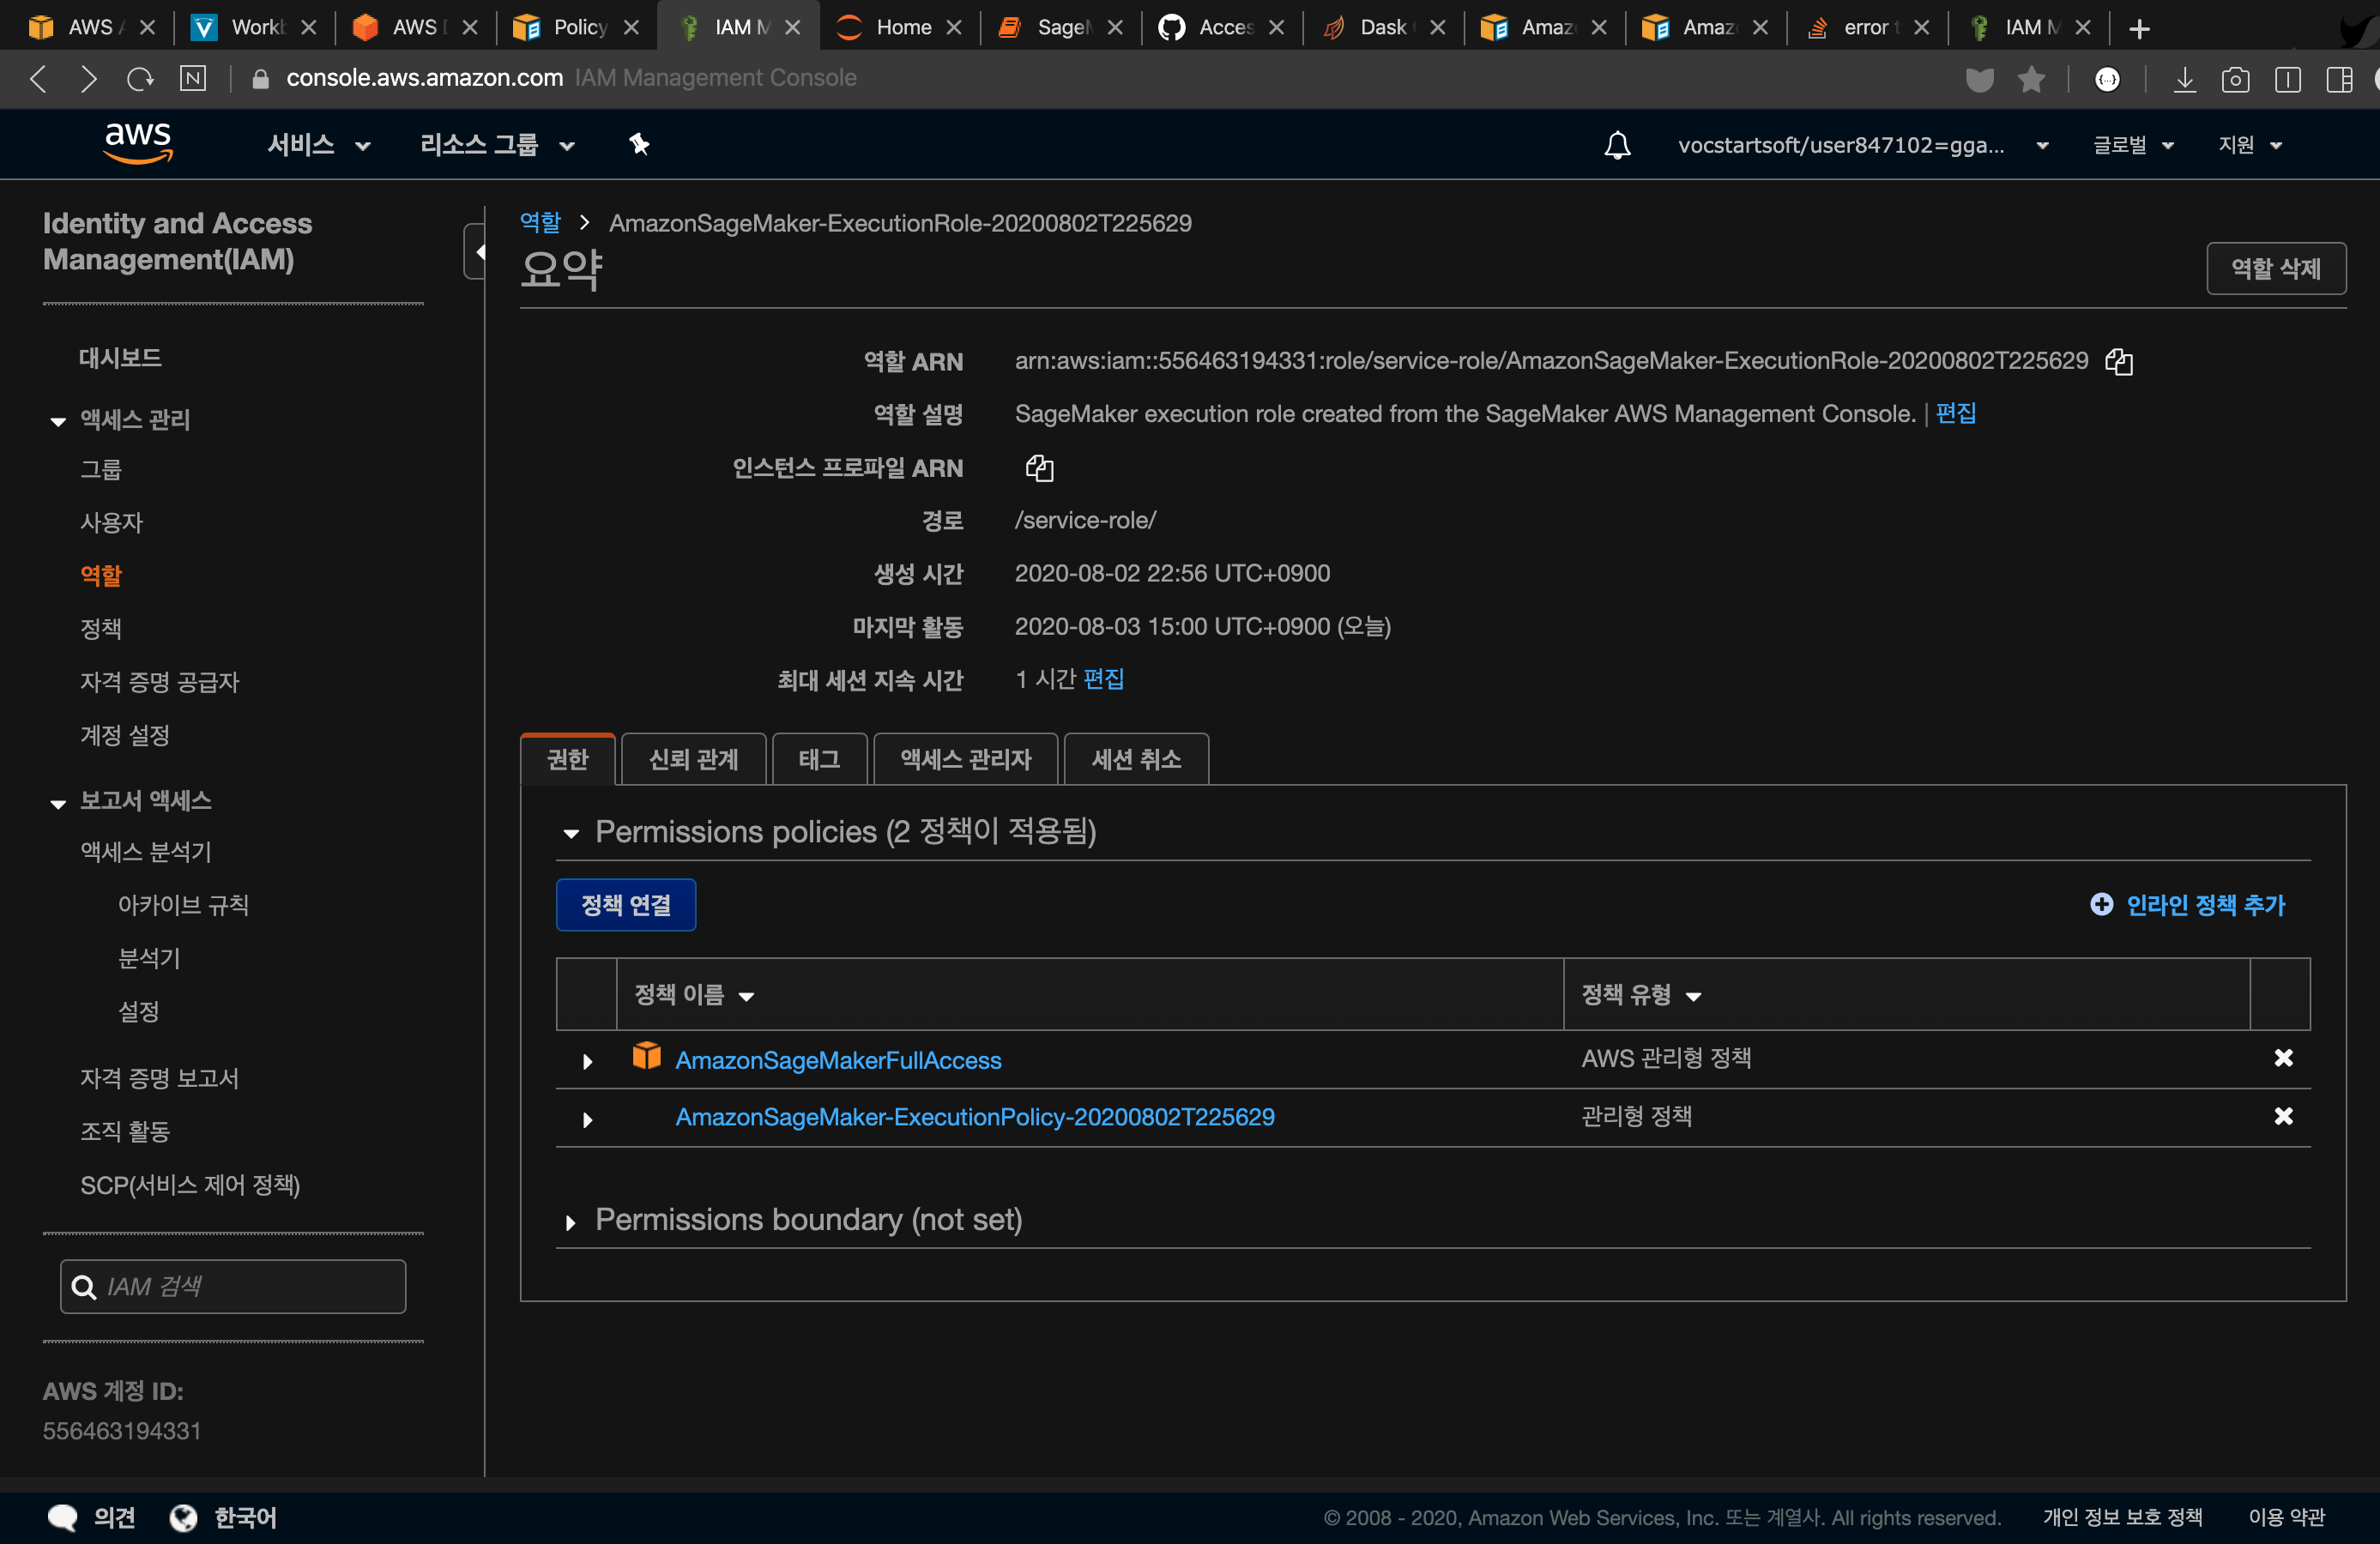 AWS A
Workb
AWS D
Policy
IAM M
Home
SageM
Acces
Dask
Amaz
Amaz
error t
IAM M
console.aws.amazon.com IAM Management Console
aws
서비스
리소스 그룹
vocstartsoft/user847102=gga...
글로벌
지원
Identity and Access
Management(IAM)
대시보드
액세스 관리
그룹
사용자
역할
정책
자격 증명 공급자
계정 설정
보고서 액세스
액세스 분석기
아카이브 규칙
분석기
설정
자격 증명 보고서
조직 활동
SCP(서비스 제어 정책)
IAM 검색
AWS 계정 ID:
556463194331
역할 > AmazonSageMaker-ExecutionRole-20200802T225629
요약
역할 삭제
역할 ARN arn:aws:iam::556463194331:role/service-role/AmazonSageMaker-ExecutionRole-20200802T225629
역할 설명 SageMaker execution role created from the SageMaker AWS Management Console. | 편집
인스턴스 프로파일 ARN
경로 /service-role/
생성 시간 2020-08-02 22:56 UTC+0900
마지막 활동 2020-08-03 15:00 UTC+0900 (오늘)
최대 세션 지속 시간 1 시간 편집
권한
신뢰 관계
태그
액세스 관리자
세션 취소
Permissions policies (2 정책이 적용됨)
정책 연결
인라인 정책 추가
정책 이름
정책 유형
AmazonSageMakerFullAccess AWS 관리형 정책
AmazonSageMaker-ExecutionPolicy-20200802T225629 관리형 정책
Permissions boundary (not set)
의견
한국어
© 2008 - 2020, Amazon Web Services, Inc. 또는 계열사. All rights reserved.
개인 정보 보호 정책
이용 약관